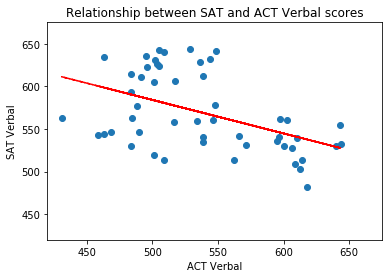 Relationship between SAT and ACT Verbal scores
650
600
550
500
450
SAT Verbal
450 500 550 600 650
ACT Verbal